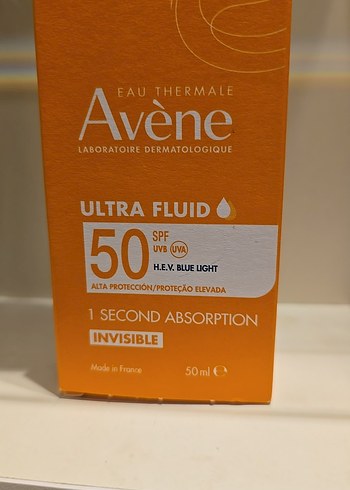 EAU THERMALE
Avène
LABORATOIRE DERMATOLOGIQUE
ULTRA FLUID
50 SPF
UVB UVA
H.E.V. BLUE LIGHT
ALTA PROTECCIÓN/PROTEÇÃO ELEVADA
1 SECOND ABSORPTION
INVISIBLE
Made in France 50 ml ℮